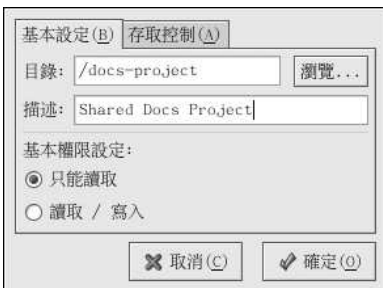 基本設定(B) 存取控制(A)
目錄: /docs-project 瀏覽...
描述: Shared Docs Project
基本權限設定:
只能讀取
讀取 / 寫入
取消(C) 確定(O)